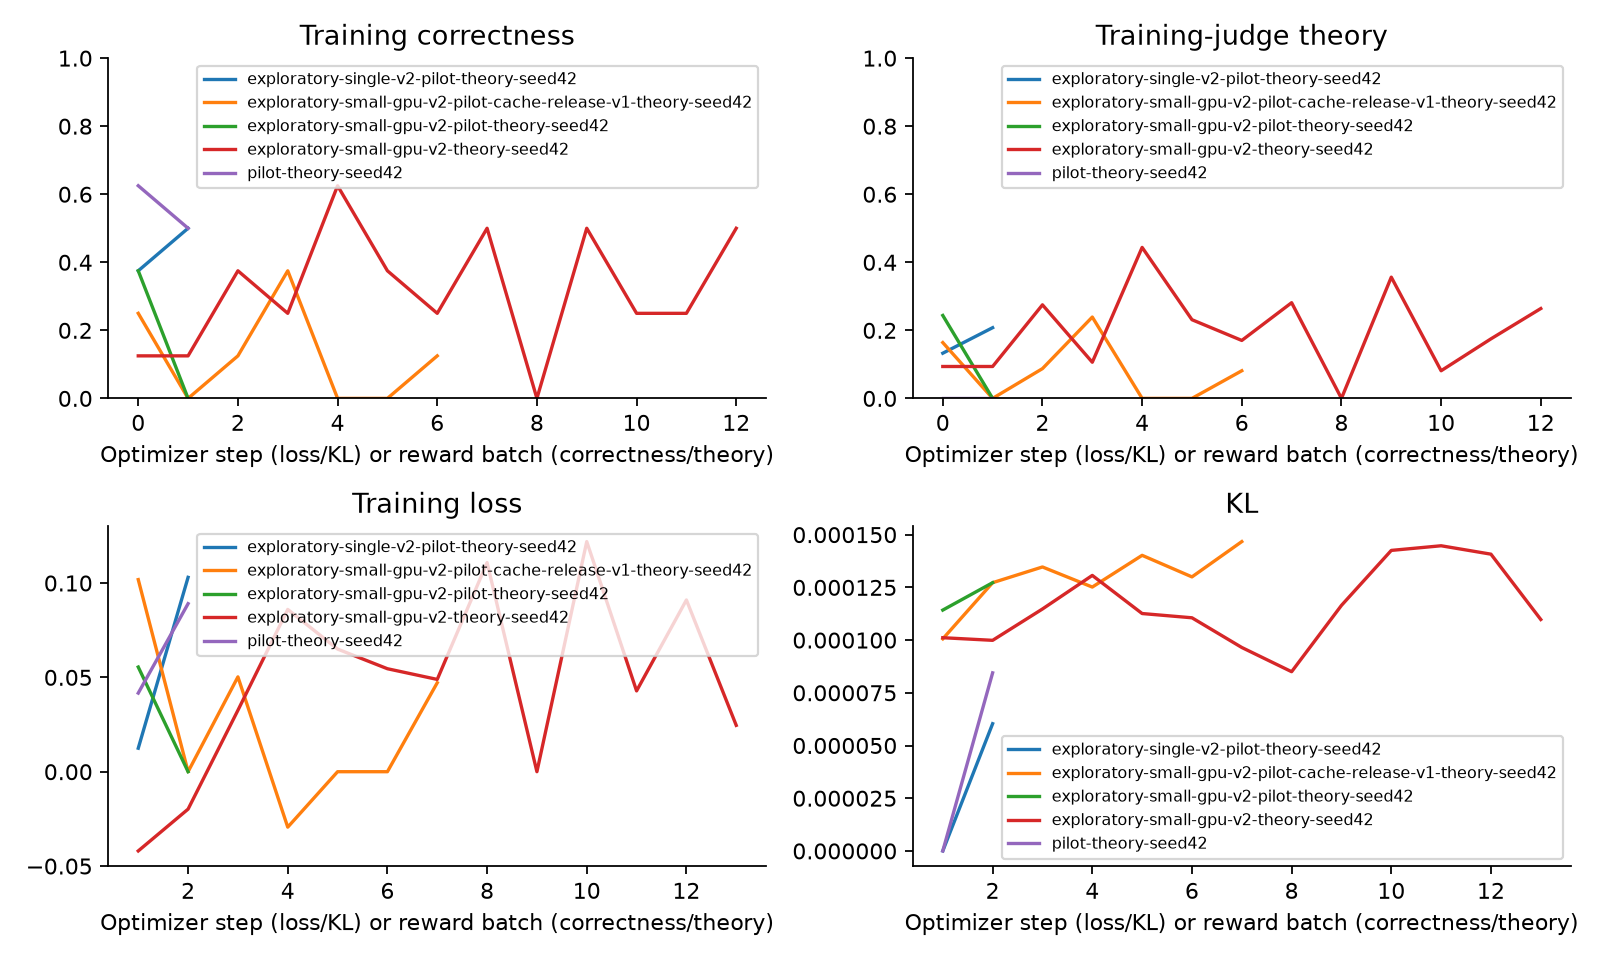 Training correctness
1.0
0.8
0.6
0.4
0.2
0.0
exploratory-single-v2-pilot-theory-seed42
exploratory-small-gpu-v2-pilot-cache-release-v1-theory-seed42
exploratory-small-gpu-v2-pilot-theory-seed42
exploratory-small-gpu-v2-theory-seed42
pilot-theory-seed42
0 2 4 6 8 10 12
Optimizer step (loss/KL) or reward batch (correctness/theory)
Training-judge theory
1.0
0.8
0.6
0.4
0.2
0.0
exploratory-single-v2-pilot-theory-seed42
exploratory-small-gpu-v2-pilot-cache-release-v1-theory-seed42
exploratory-small-gpu-v2-pilot-theory-seed42
exploratory-small-gpu-v2-theory-seed42
pilot-theory-seed42
0 2 4 6 8 10 12
Optimizer step (loss/KL) or reward batch (correctness/theory)
Training loss
0.10
0.05
0.00
−0.05
exploratory-single-v2-pilot-theory-seed42
exploratory-small-gpu-v2-pilot-cache-release-v1-theory-seed42
exploratory-small-gpu-v2-pilot-theory-seed42
exploratory-small-gpu-v2-theory-seed42
pilot-theory-seed42
2 4 6 8 10 12
Optimizer step (loss/KL) or reward batch (correctness/theory)
KL
0.000150
0.000125
0.000100
0.000075
0.000050
0.000025
0.000000
exploratory-single-v2-pilot-theory-seed42
exploratory-small-gpu-v2-pilot-cache-release-v1-theory-seed42
exploratory-small-gpu-v2-pilot-theory-seed42
exploratory-small-gpu-v2-theory-seed42
pilot-theory-seed42
2 4 6 8 10 12
Optimizer step (loss/KL) or reward batch (correctness/theory)